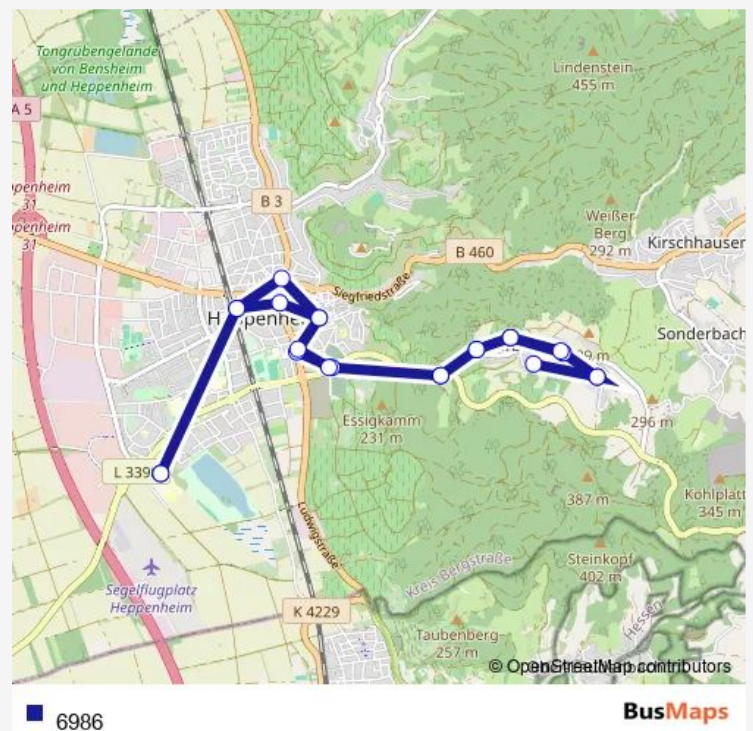 Tongrubengelände
von Bensheim
und Heppenheim
Lindenstein
455 m
A 5
B 3
Weißer
Berg
292 m
Kirschhausen
B 460
Siegfriedstraße
Sonderbach
Essigkamm
231 m
296 m
L 339
387 m
Kohlplatt
345 m
Ludwigstraße
Segelflugplatz
Heppenheim
Kreis Bergstraße
Steinkopf
402 m
Hessen
K 4229
Taubenberg
257 m
© OpenStreetMap contributors
6986
BusMaps